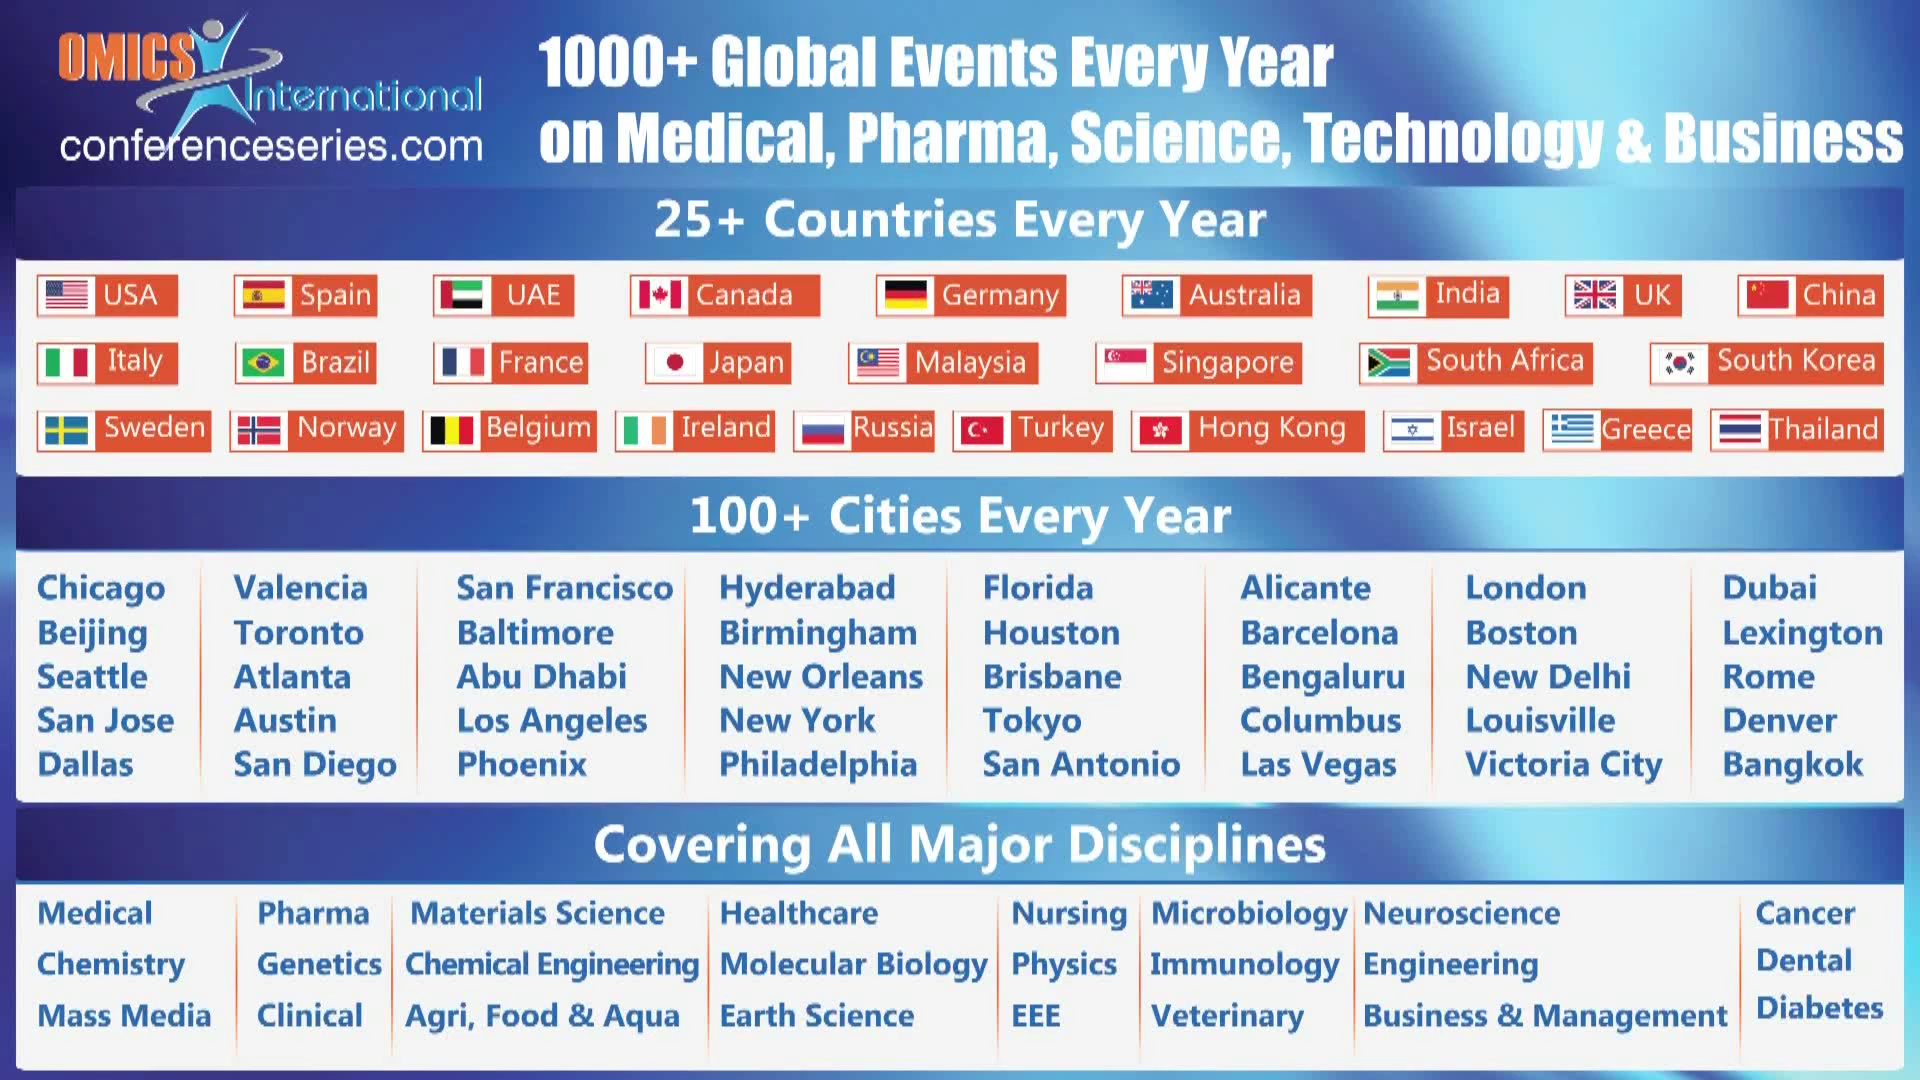 OMICS International
conferenceseries.com
1000+ Global Events Every Year
on Medical, Pharma, Science, Technology & Business
25+ Countries Every Year
USA Spain UAE Canada Germany Australia India UK China
Italy Brazil France Japan Malaysia Singapore South Africa South Korea
Sweden Norway Belgium Ireland Russia Turkey Hong Kong Israel Greece Thailand
100+ Cities Every Year
Chicago Valencia San Francisco Hyderabad Florida Alicante London Dubai
Beijing Toronto Baltimore Birmingham Houston Barcelona Boston Lexington
Seattle Atlanta Abu Dhabi New Orleans Brisbane Bengaluru New Delhi Rome
San Jose Austin Los Angeles New York Tokyo Columbus Louisville Denver
Dallas San Diego Phoenix Philadelphia San Antonio Las Vegas Victoria City Bangkok
Covering All Major Disciplines
Medical Pharma Materials Science Healthcare Nursing Microbiology Neuroscience Cancer
Chemistry Genetics Chemical Engineering Molecular Biology Physics Immunology Engineering Dental
Mass Media Clinical Agri, Food & Aqua Earth Science EEE Veterinary Business & Management Diabetes